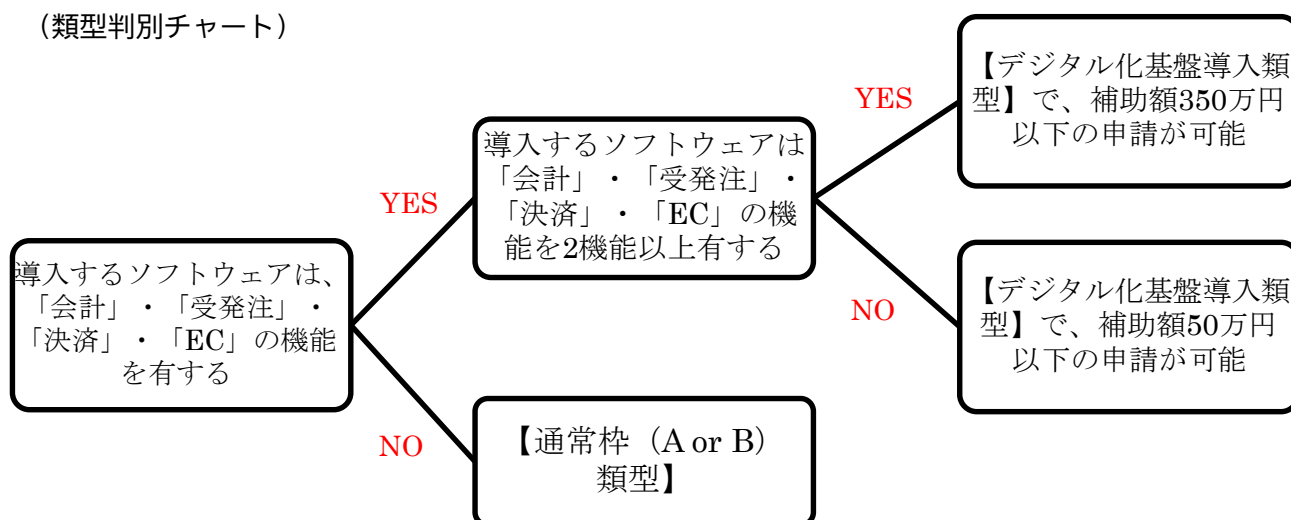 （類型判別チャート）
導入するソフトウェアは、
「会計」・「受発注」・
「決済」・「EC」の機能
を有する
YES
NO
導入するソフトウェアは
「会計」・「受発注」・
「決済」・「EC」の機
能を2機能以上有する
【通常枠（A or B）
類型】
YES
NO
【デジタル化基盤導入類
型】で、補助額350万円
以下の申請が可能
【デジタル化基盤導入類
型】で、補助額50万円
以下の申請が可能